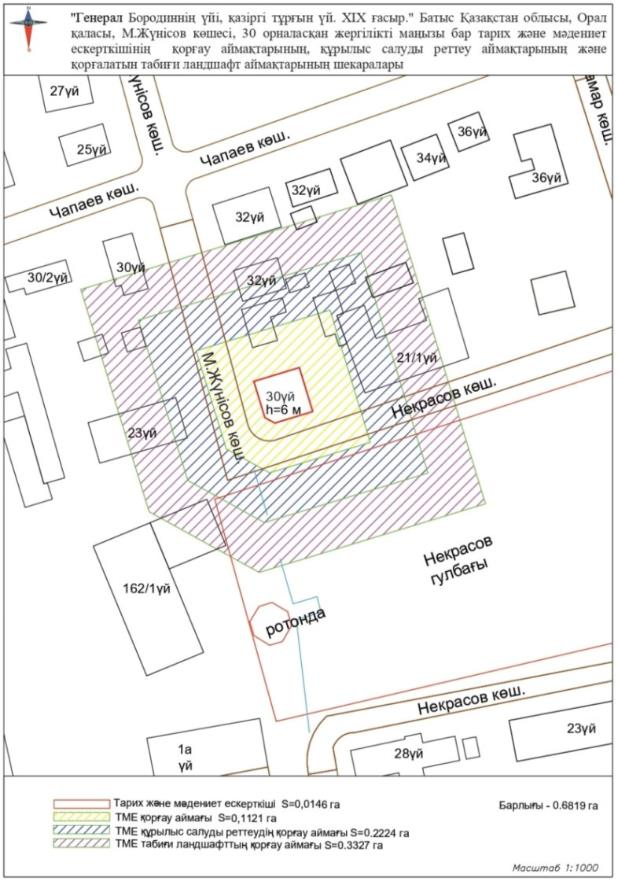 "Генерал Бородиннің үйі, қазіргі тұрғын үй. XIX ғасыр." Батыс Қазақстан облысы, Орал
қаласы, М.Жүнісов көшесі, 30 орналасқан жергілікті маңызы бар тарих және мәдениет
ескерткішінің қорғау аймақтарының, құрылыс салуды реттеу аймақтарының және
қорғалатын табиғи ландшафт аймақтарының шекаралары
27үй
үнісов көш.
амар көш.
25үй
Чапаев көш.
36үй
34үй
36үй
32үй
Чапаев көш.
32үй
30/2үй
30үй
32үй
М.Жүнісов көш.
21/1үй
30үй
h=6 м
Некрасов көш.
23үй
Некрасов
гулбағы
162/1үй
ротонда
Некрасов көш.
1а
үй
28үй
23үй
Тарих және мәдениет ескерткіші S=0,0146 га
Барлығы - 0.6819 га
ТМЕ қорғау аймағы S=0,1121 га
ТМЕ құрылыс салуды реттеудің қорғау аймағы S=0.2224 га
ТМЕ табиғи ландшафттың қорғау аймағы S=0.3327 га
Масштаб 1:1000